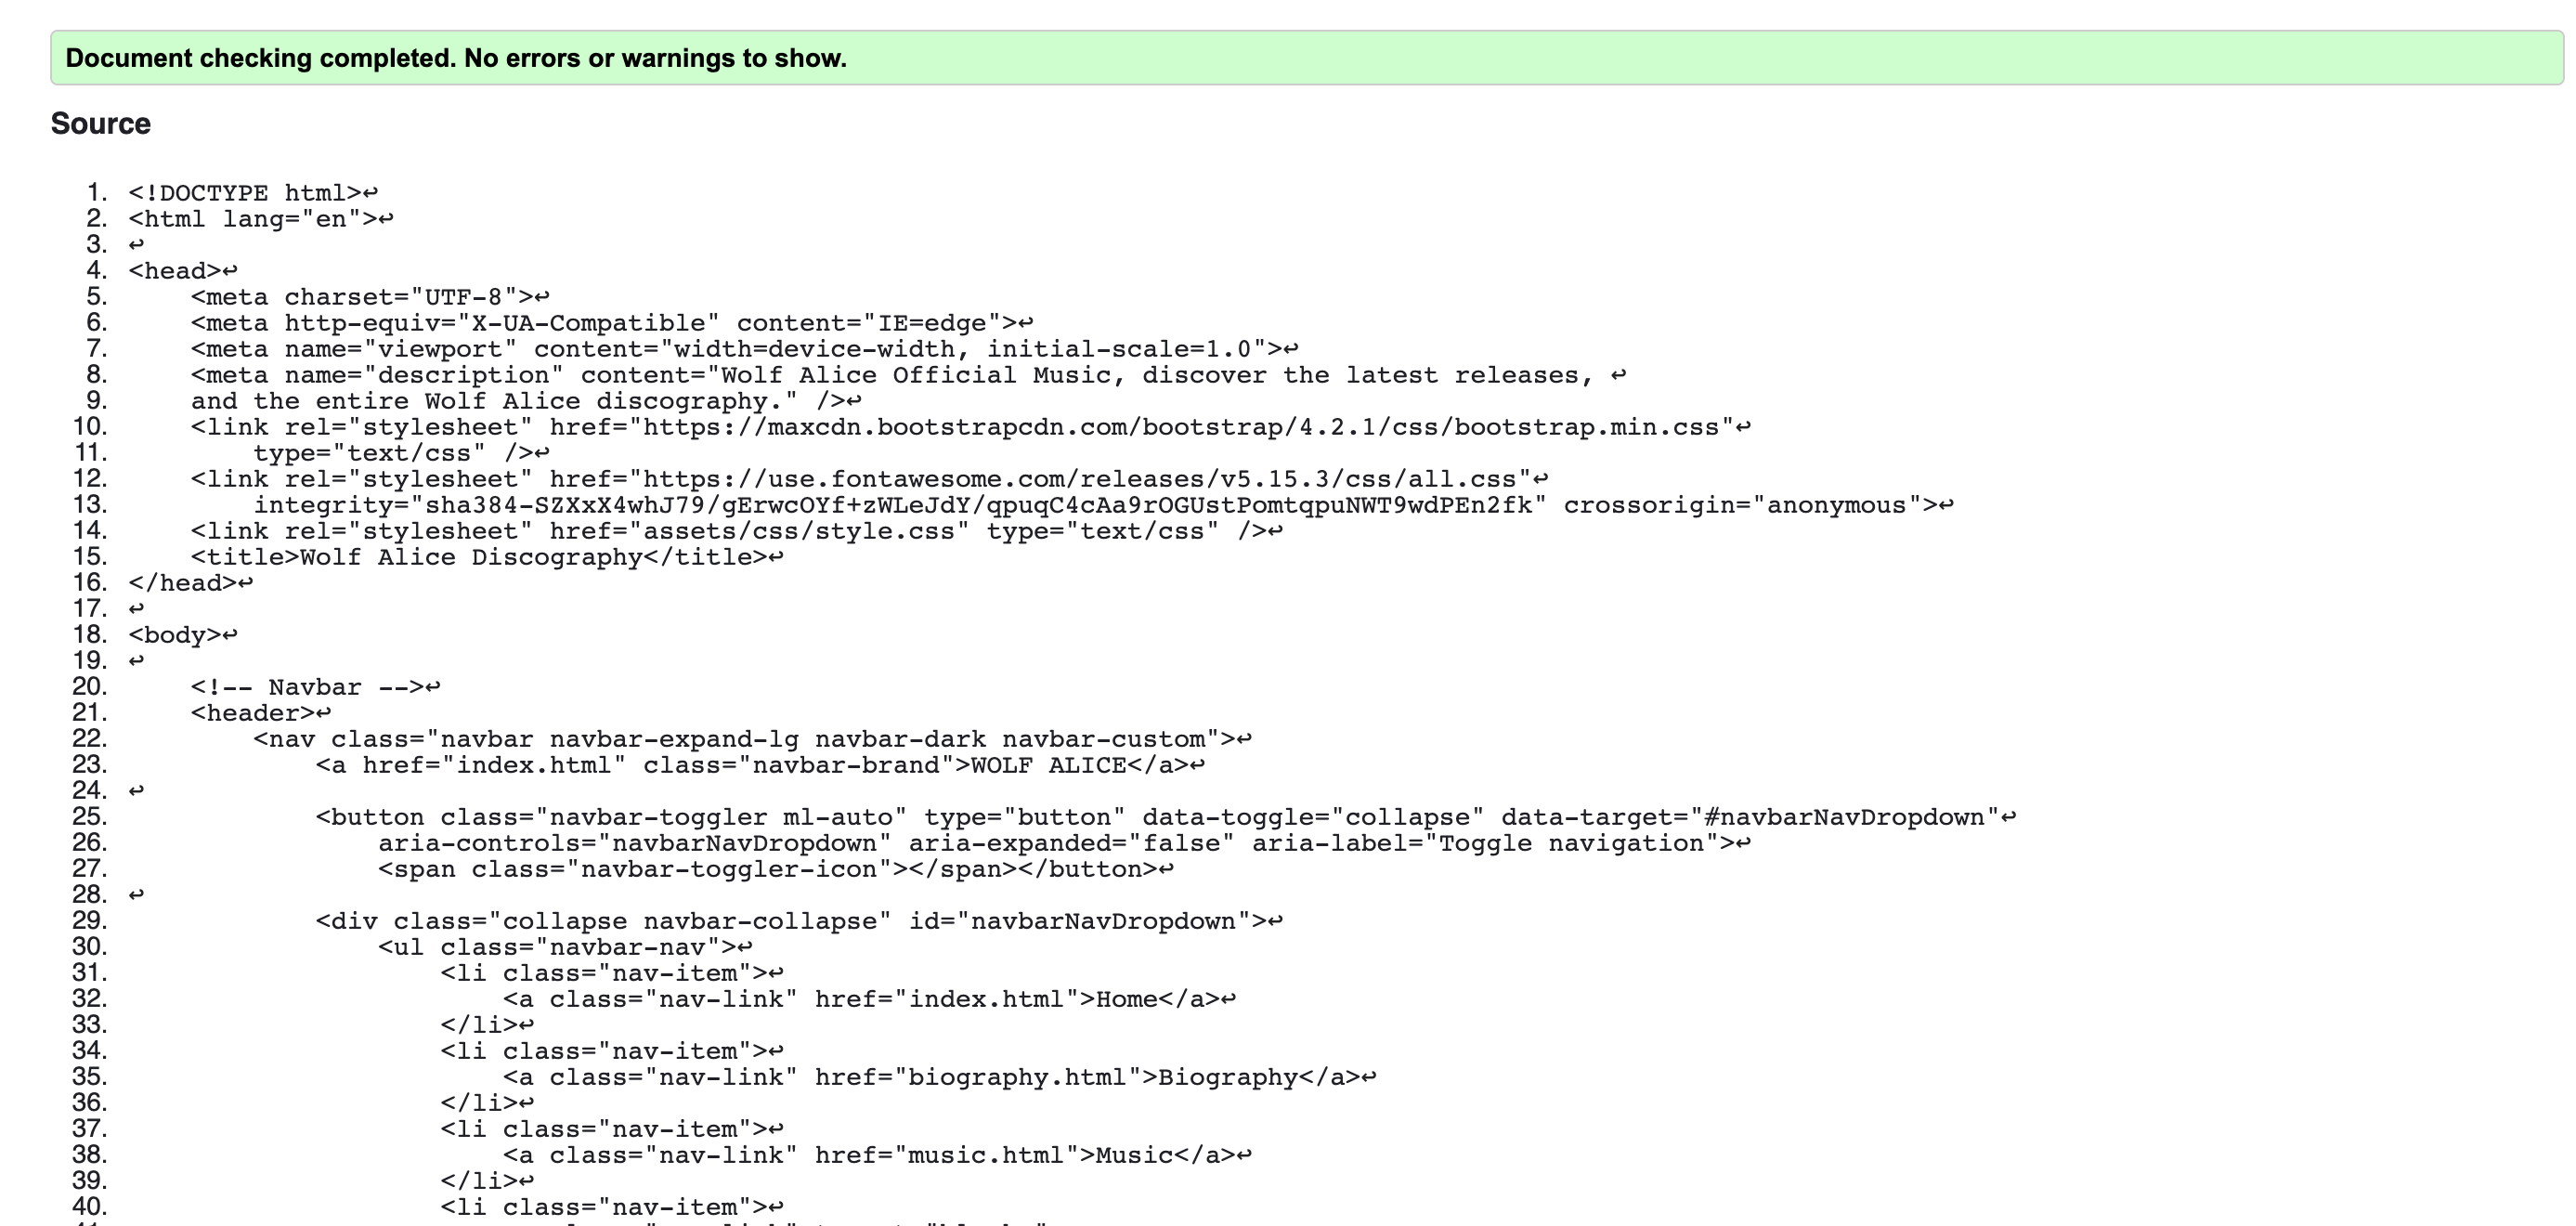 Document checking completed. No errors or warnings to show.
Source
1. <!DOCTYPE html>↩
2. <html lang="en">↩
3. ↩
4. <head>↩
5.     <meta charset="UTF-8">↩
6.     <meta http-equiv="X-UA-Compatible" content="IE=edge">↩
7.     <meta name="viewport" content="width=device-width, initial-scale=1.0">↩
8.     <meta name="description" content="Wolf Alice Official Music, discover the latest releases, ↩
9.     and the entire Wolf Alice discography." />↩
10.     <link rel="stylesheet" href="https://maxcdn.bootstrapcdn.com/bootstrap/4.2.1/css/bootstrap.min.css"↩
11.         type="text/css" />↩
12.     <link rel="stylesheet" href="https://use.fontawesome.com/releases/v5.15.3/css/all.css"↩
13.         integrity="sha384-SZXxX4whJ79/gErwcOYf+zWLeJdY/qpuqC4cAa9rOGUstPomtqpuNWT9wdPEn2fk" crossorigin="anonymous">↩
14.     <link rel="stylesheet" href="assets/css/style.css" type="text/css" />↩
15.     <title>Wolf Alice Discography</title>↩
16. </head>↩
17. ↩
18. <body>↩
19. ↩
20.     <!-- Navbar -->↩
21.     <header>↩
22.         <nav class="navbar navbar-expand-lg navbar-dark navbar-custom">↩
23.             <a href="index.html" class="navbar-brand">WOLF ALICE</a>↩
24. ↩
25.             <button class="navbar-toggler ml-auto" type="button" data-toggle="collapse" data-target="#navbarNavDropdown"↩
26.                 aria-controls="navbarNavDropdown" aria-expanded="false" aria-label="Toggle navigation">↩
27.                 <span class="navbar-toggler-icon"></span></button>↩
28. ↩
29.             <div class="collapse navbar-collapse" id="navbarNavDropdown">↩
30.                 <ul class="navbar-nav">↩
31.                     <li class="nav-item">↩
32.                         <a class="nav-link" href="index.html">Home</a>↩
33.                     </li>↩
34.                     <li class="nav-item">↩
35.                         <a class="nav-link" href="biography.html">Biography</a>↩
36.                     </li>↩
37.                     <li class="nav-item">↩
38.                         <a class="nav-link" href="music.html">Music</a>↩
39.                     </li>↩
40.                     <li class="nav-item">↩